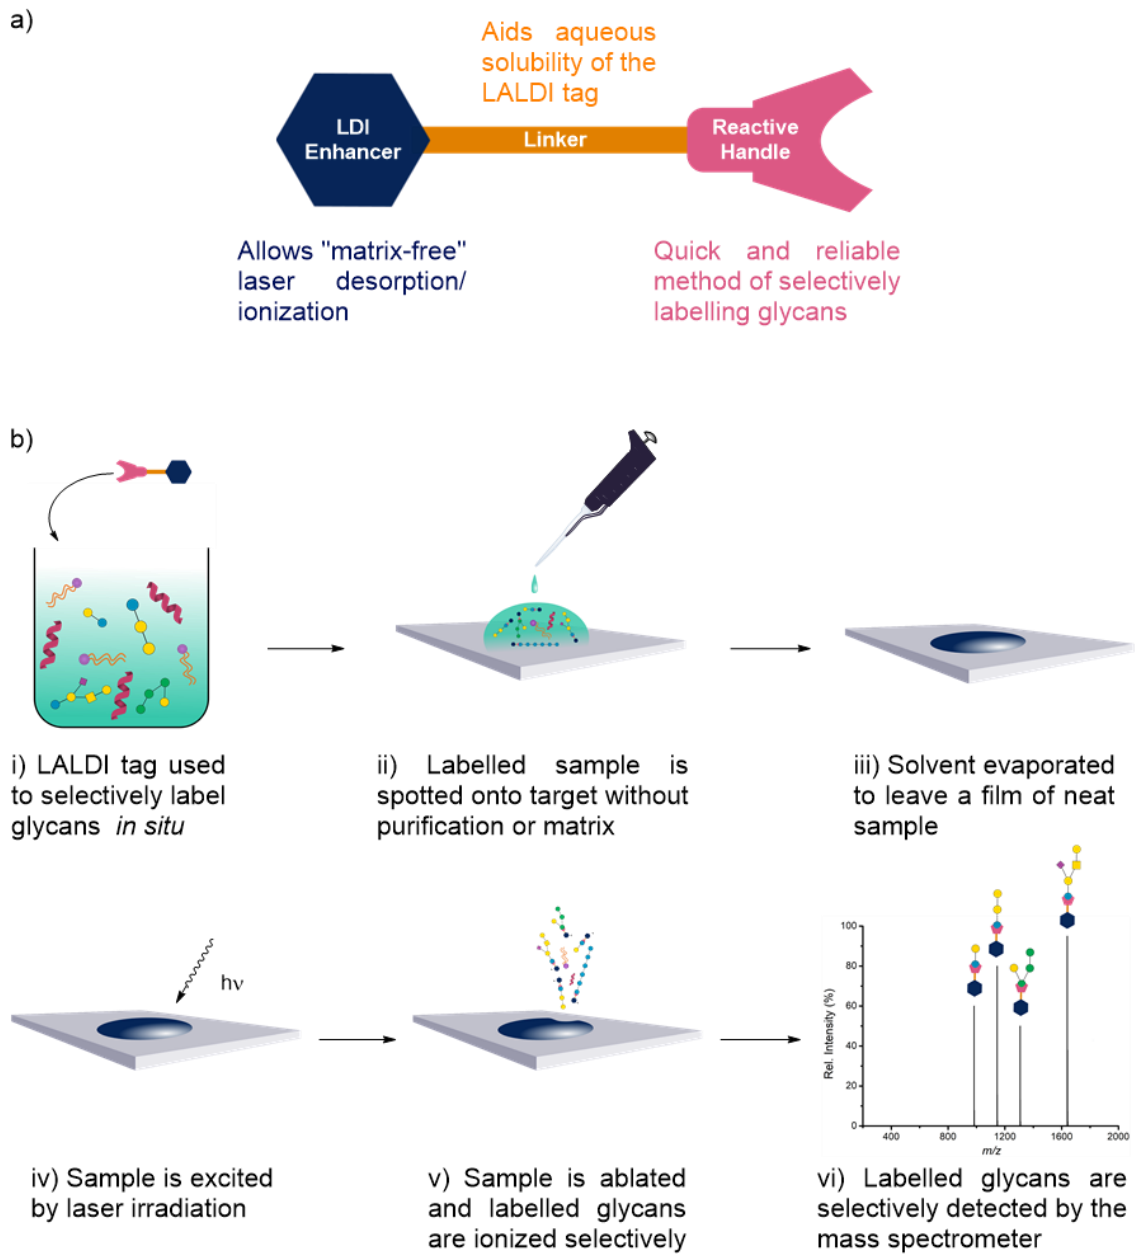 a)
Aids aqueous
solubility of the
LALDI tag
LDI
Enhancer
Linker
Reactive
Handle
Allows "matrix-free"
laser desorption/
ionization
Quick and reliable
method of selectively
labelling glycans
b)
i) LALDI tag used
to selectively label
glycans in situ
ii) Labelled sample is
spotted onto target without
purification or matrix
iii) Solvent evaporated
to leave a film of neat
sample
hν
Rel. Intensity (%)
100
80
60
40
20
0
400
800
1200
1600
2000
m/z
iv) Sample is excited
by laser irradiation
v) Sample is ablated
and labelled glycans
are ionized selectively
vi) Labelled glycans are
selectively detected by the
mass spectrometer